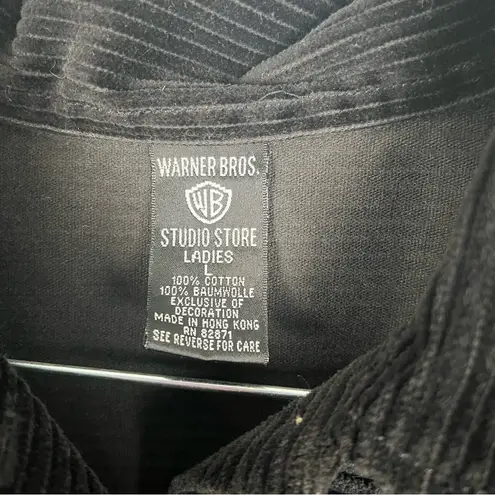 WARNER BROS.
WB
STUDIO STORE
LADIES
L
100% COTTON
100% BAUMWOLLE
EXCLUSIVE OF
DECORATION
MADE IN HONG KONG
RN 82871
SEE REVERSE FOR CARE